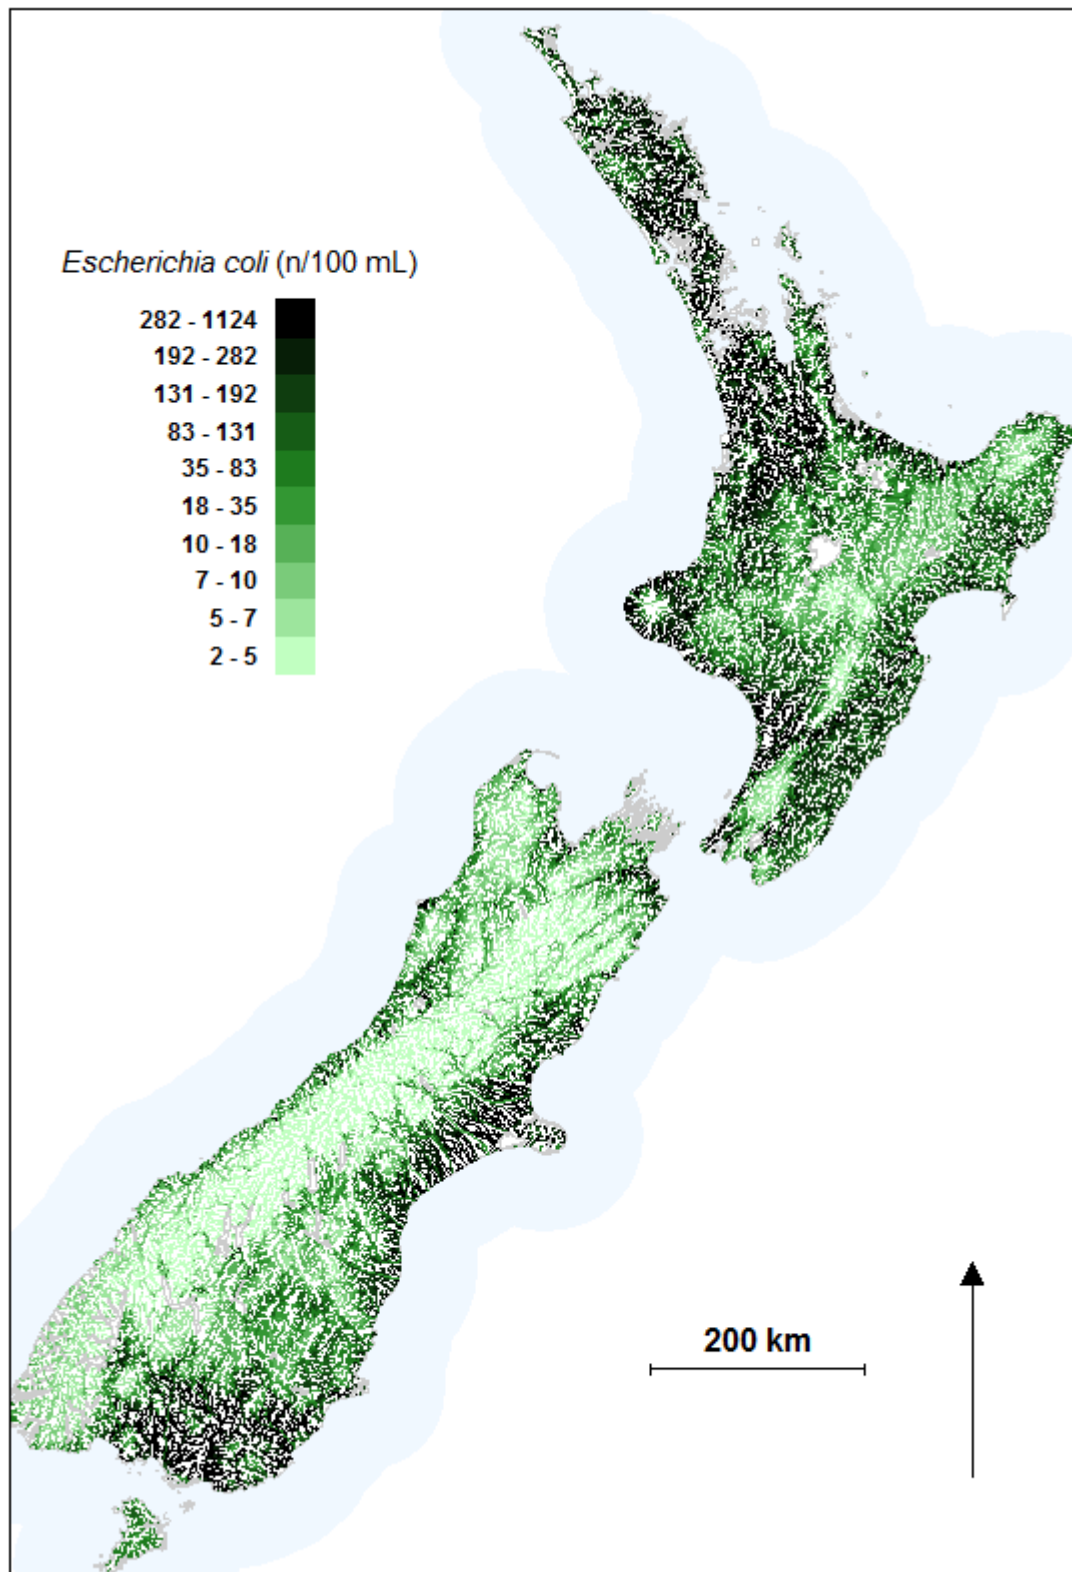 Escherichia coli (n/100 mL)
282 - 1124
192 - 282
131 - 192
83 - 131
35 - 83
18 - 35
10 - 18
7 - 10
5 - 7
2 - 5
200 km